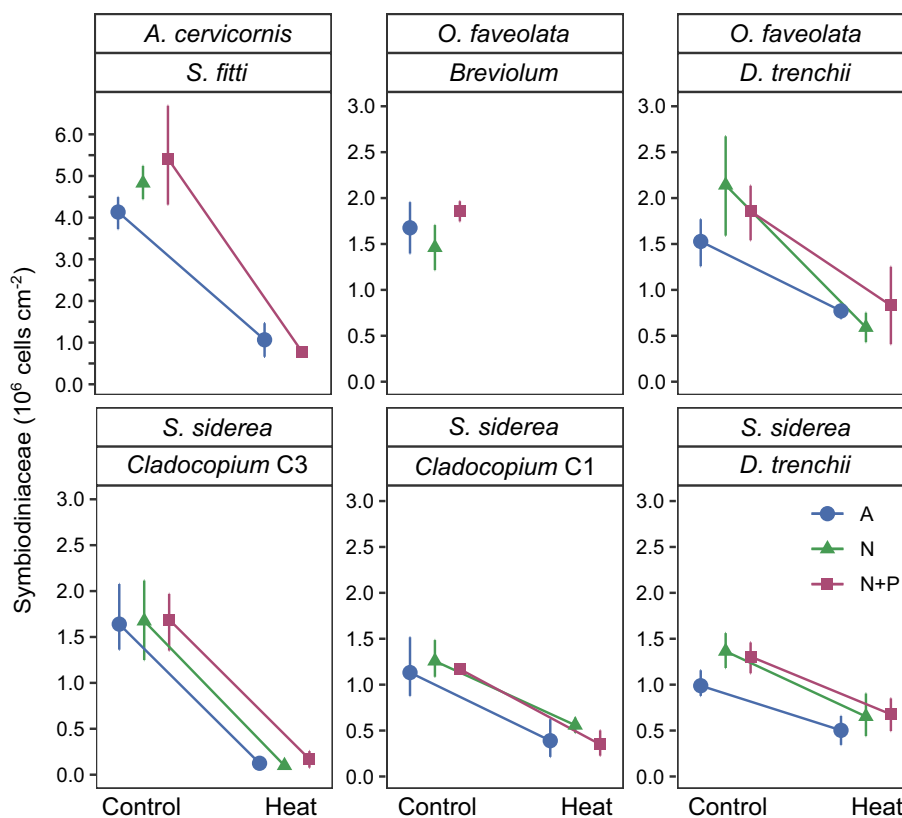 A. cervicornis
S. fitti
O. faveolata
Breviolum
O. faveolata
D. trenchii
Symbiodiniaceae (10⁶ cells cm⁻²)
6.0
5.0
4.0
3.0
2.0
1.0
0.0
3.0
2.5
2.0
1.5
1.0
0.5
0.0
3.0
2.5
2.0
1.5
1.0
0.5
0.0
S. siderea
Cladocopium C3
S. siderea
Cladocopium C1
S. siderea
D. trenchii
3.0
2.5
2.0
1.5
1.0
0.5
0.0
3.0
2.5
2.0
1.5
1.0
0.5
0.0
3.0
2.5
2.0
1.5
1.0
0.5
0.0
A
N
N+P
Control Heat
Control Heat
Control Heat